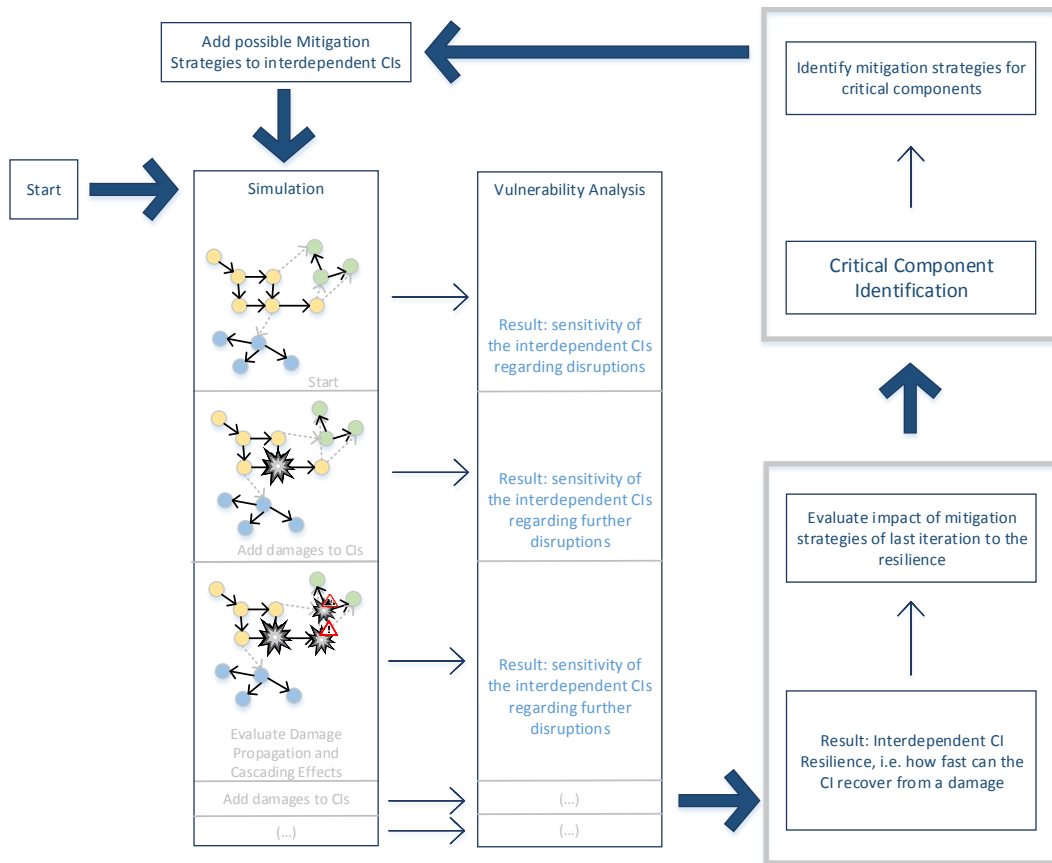 Add possible Mitigation
Strategies to interdependent CIs
Identify mitigation strategies for
critical components
Start
Simulation
Vulnerability Analysis
Critical Component
Identification
Result: sensitivity of
the interdependent CIs
regarding disruptions
Start
Result: sensitivity of
the interdependent CIs
regarding further
disruptions
Add damages to CIs
Evaluate impact of mitigation
strategies of last iteration to the
resilience
Result: sensitivity of
the interdependent CIs
regarding further
disruptions
Evaluate Damage
Propagation and
Cascading Effects
Result: Interdependent CI
Resilience, i.e. how fast can the
CI recover from a damage
Add damages to CIs
(...)
(...)
(...)